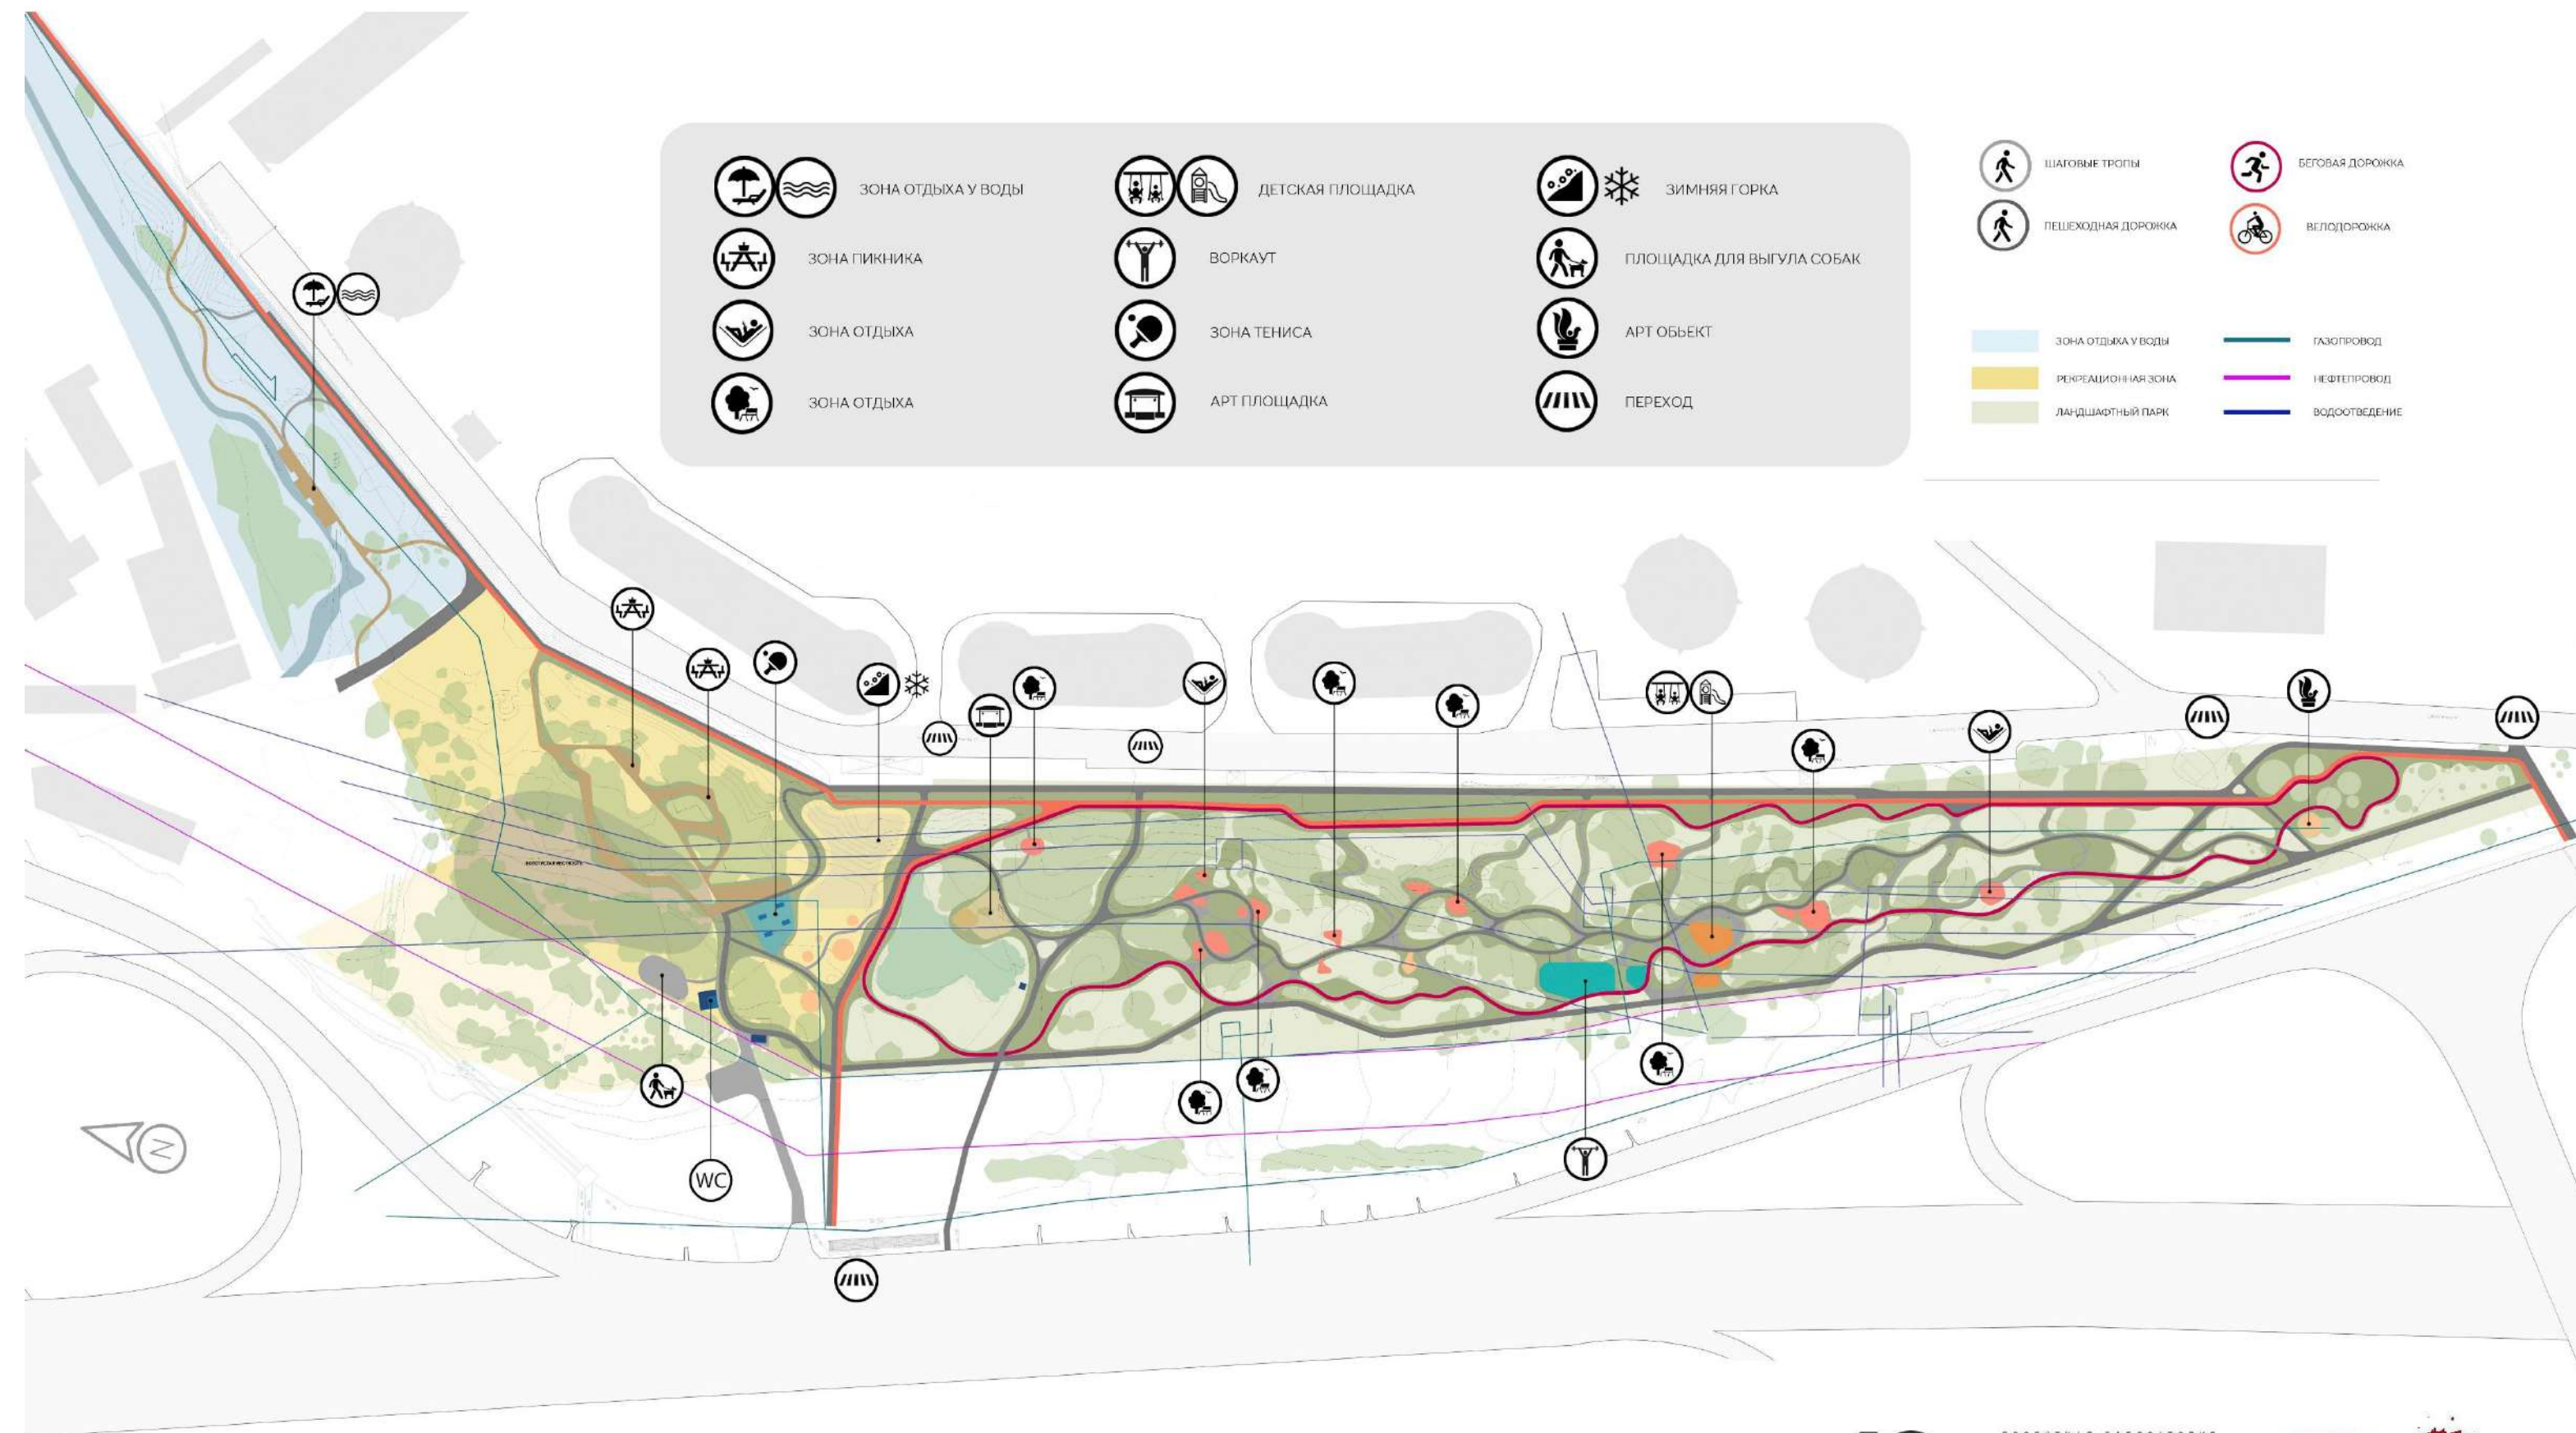 ЗОНА ОТДЫХА У ВОДЫ
ДЕТСКАЯ ПЛОЩАДКА
ЗИМНЯЯ ГОРКА
ЗОНА ПИКНИКА
ВОРКАУТ
ПЛОЩАДКА ДЛЯ ВЫГУЛА СОБАК
ЗОНА ОТДЫХА
ЗОНА ТЕНИСА
АРТ ОБЬЕКТ
ЗОНА ОТДЫХА
АРТ ПЛОЩАДКА
ПЕРЕХОД
ШАГОВЫЕ ТРОПЫ
БЕГОВАЯ ДОРОЖКА
ПЕШЕХОДНАЯ ДОРОЖКА
ВЕЛОДОРОЖКА
ЗОНА ОТДЫХА У ВОДЫ
ГАЗОПРОВОД
РЕКРЕАЦИОННАЯ ЗОНА
НЕФТЕПРОВОД
ЛАНДШАФТНЫЙ ПАРК
ВОДООТВЕДЕНИЕ
N
WC